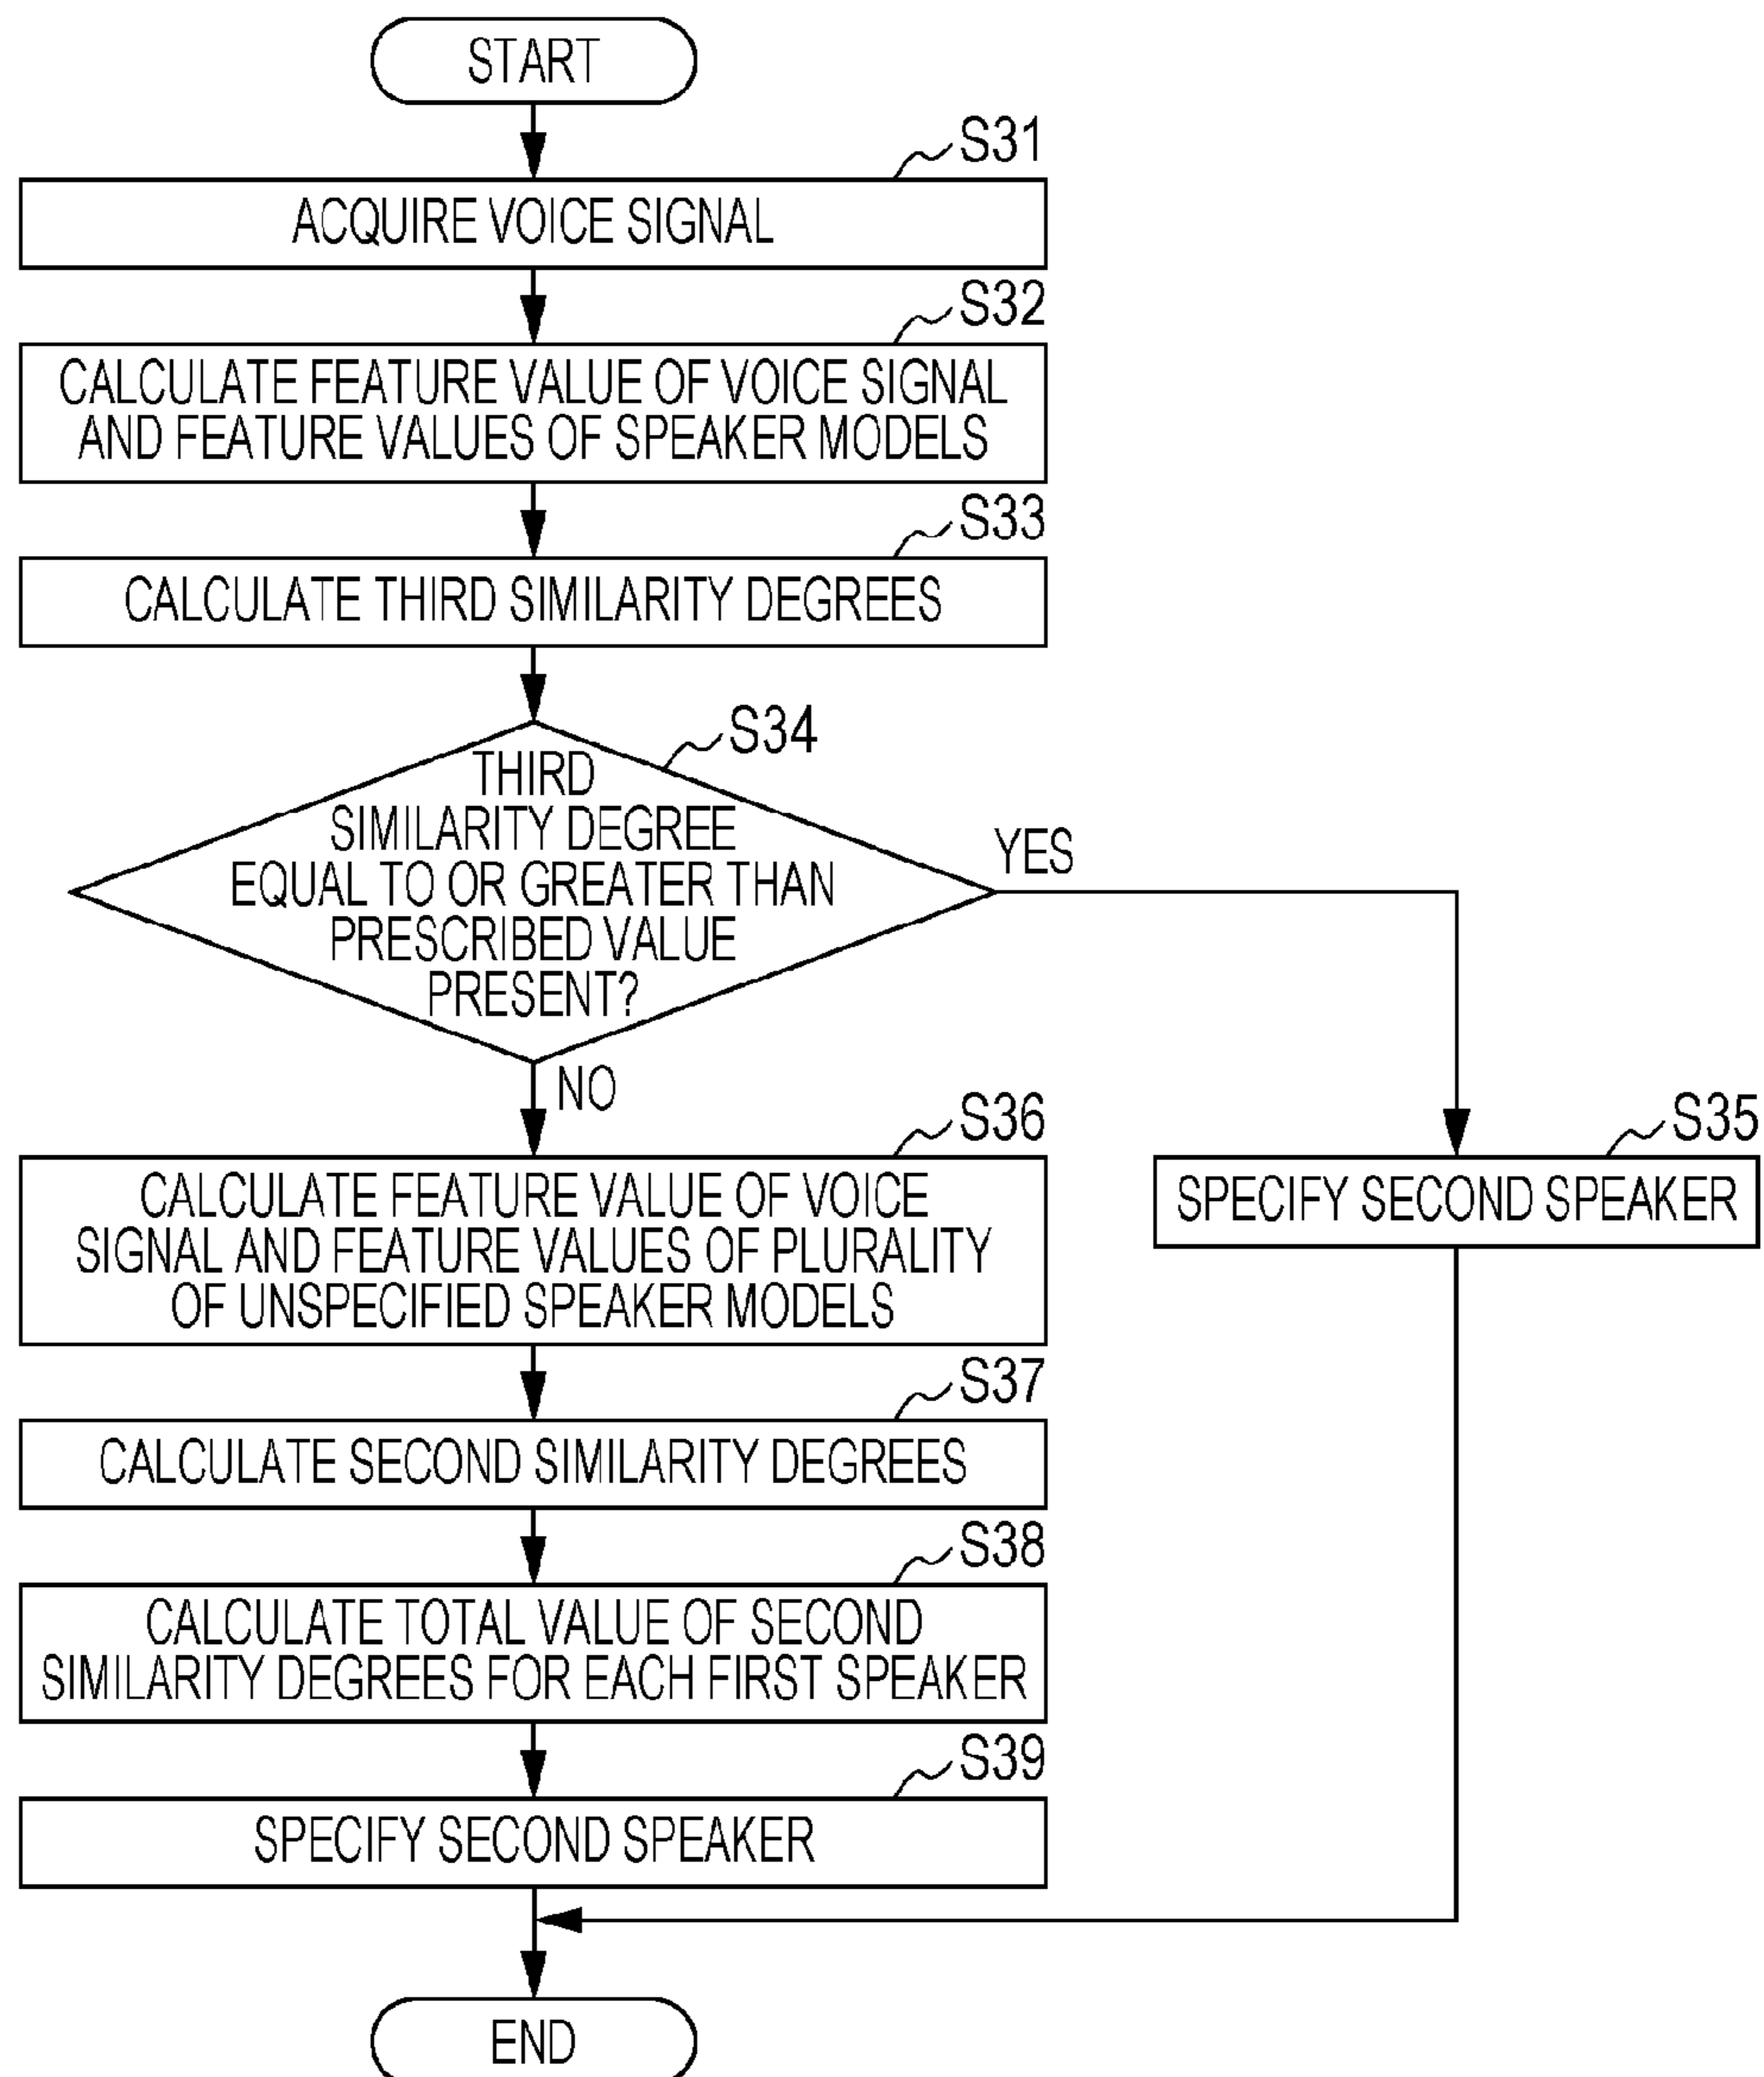 START
S31
ACQUIRE VOICE SIGNAL
S32
CALCULATE FEATURE VALUE OF VOICE SIGNAL
AND FEATURE VALUES OF SPEAKER MODELS
S33
CALCULATE THIRD SIMILARITY DEGREES
S34
THIRD
SIMILARITY DEGREE
EQUAL TO OR GREATER THAN
PRESCRIBED VALUE
PRESENT?
YES
NO
S35
SPECIFY SECOND SPEAKER
S36
CALCULATE FEATURE VALUE OF VOICE
SIGNAL AND FEATURE VALUES OF PLURALITY
OF UNSPECIFIED SPEAKER MODELS
S37
CALCULATE SECOND SIMILARITY DEGREES
S38
CALCULATE TOTAL VALUE OF SECOND
SIMILARITY DEGREES FOR EACH FIRST SPEAKER
S39
SPECIFY SECOND SPEAKER
END